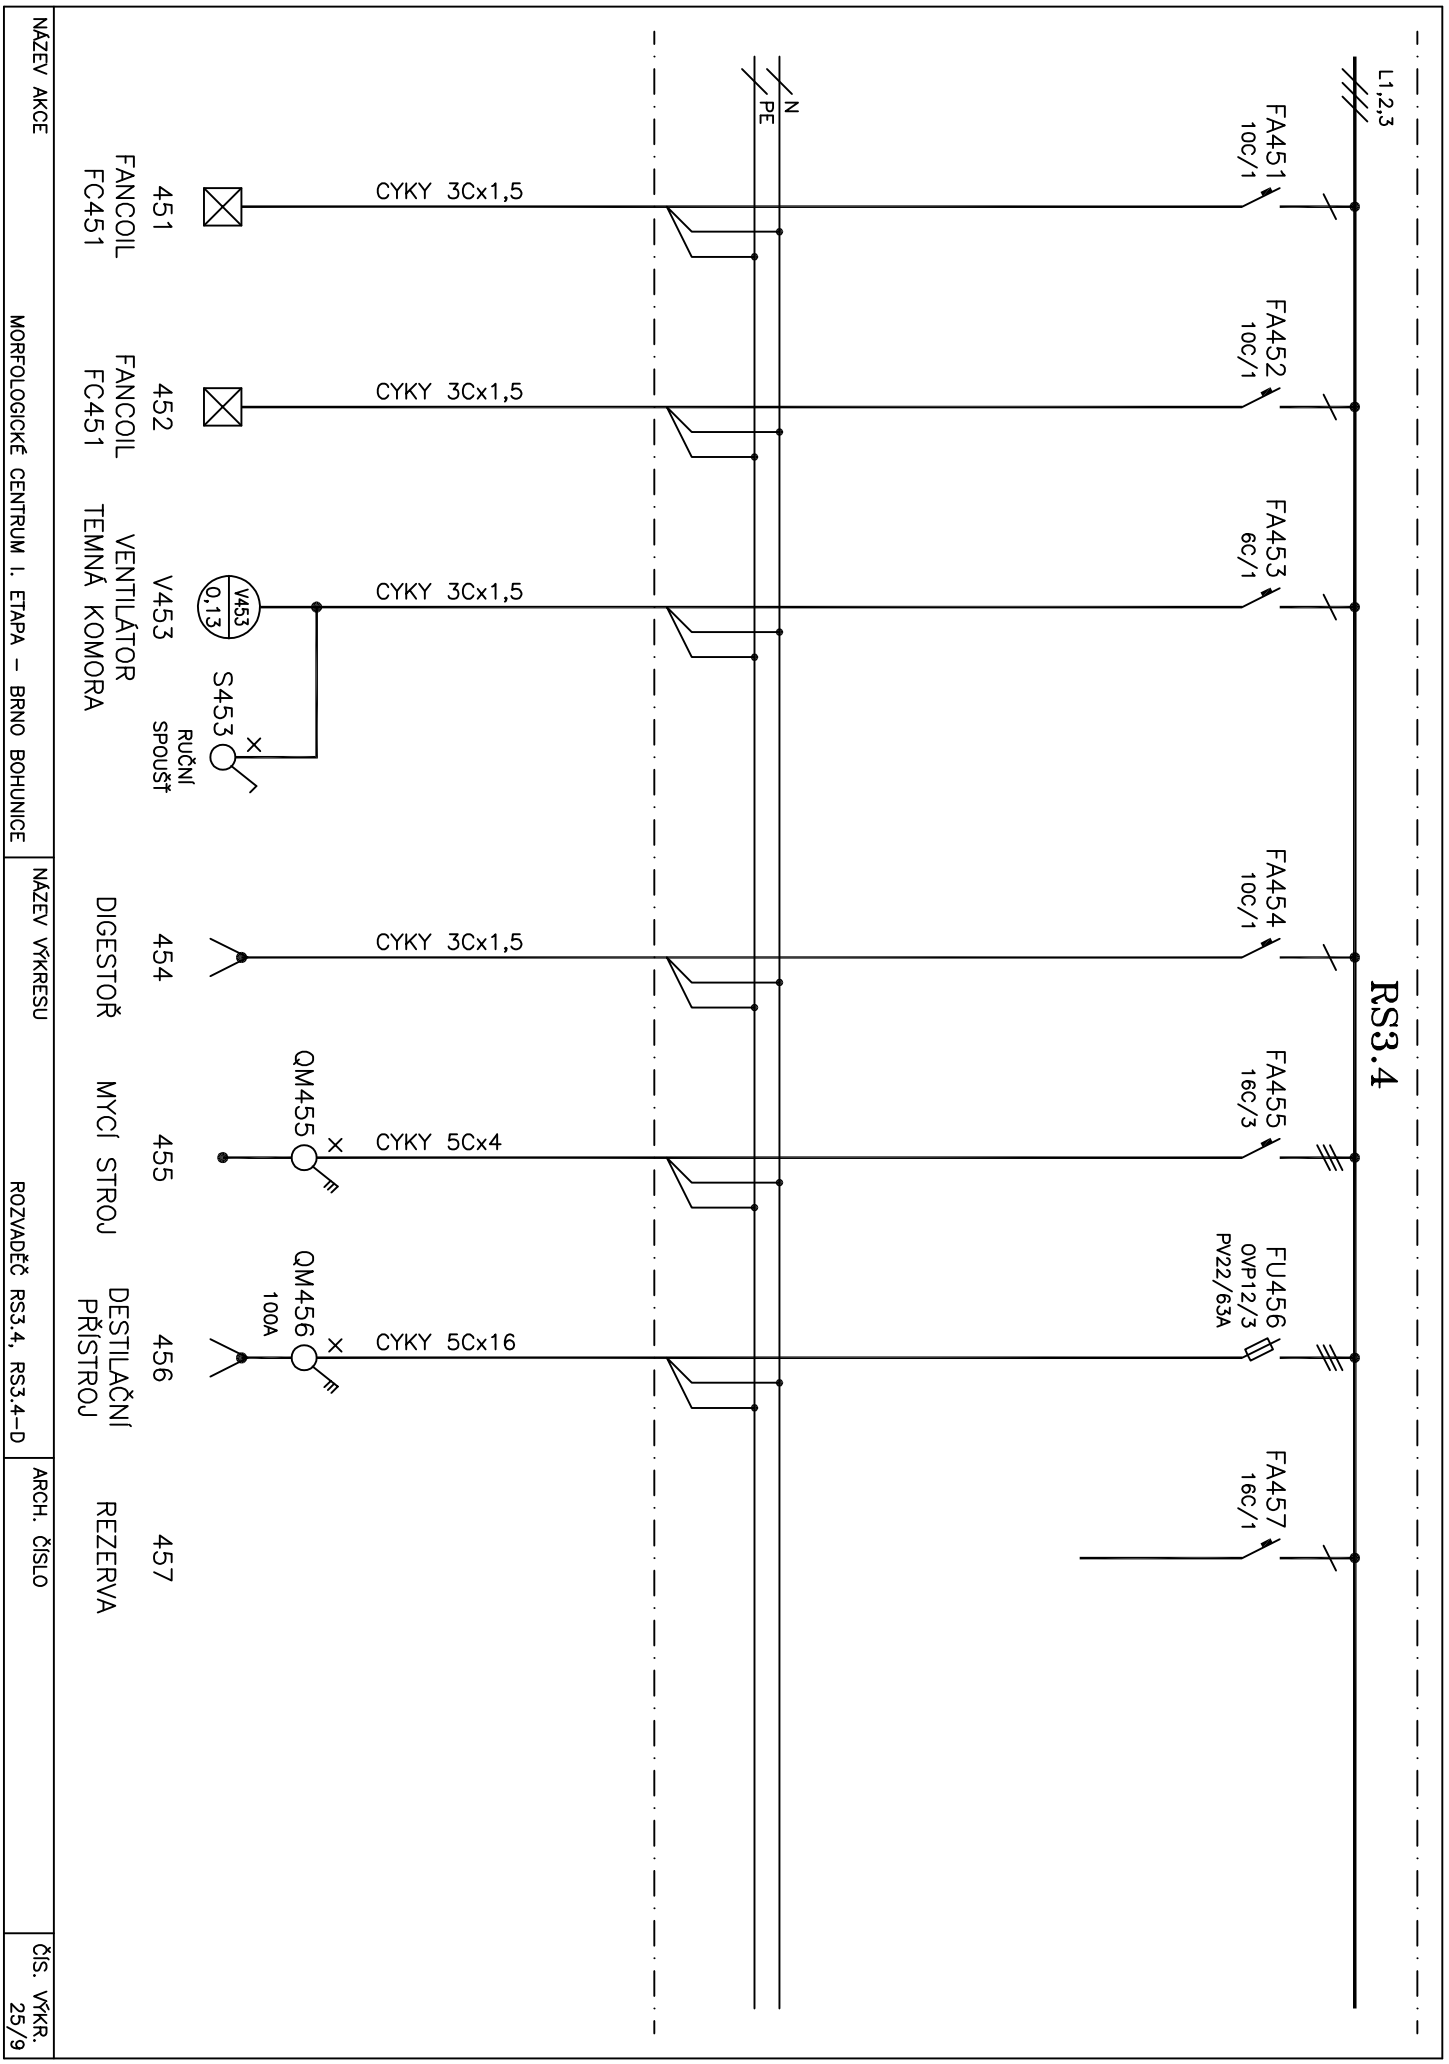 RS3.4
L1,2,3
FA451
10C/1
FA452
10C/1
FA453
6C/1
FA454
10C/1
FA455
16C/3
FU456
OVP12/3
PV22/63A
FA457
16C/1
N
PE
CYKY 3Cx1,5
CYKY 3Cx1,5
CYKY 3Cx1,5
CYKY 3Cx1,5
CYKY 5Cx4
CYKY 5Cx16
QM455
QM456
100A
V453
0,13
S453
RUČNÍ
SPOUŠŤ
451
FANCOIL
FC451
452
FANCOIL
FC451
V453
VENTILÁTOR
TEMNÁ KOMORA
454
DIGESTOŘ
455
MYCÍ STROJ
456
DESTILAČNÍ
PŘÍSTROJ
457
REZERVA
NÁZEV AKCE
MORFOLOGICKÉ CENTRUM I. ETAPA – BRNO BOHUNICE
NÁZEV VÝKRESU
ROZVADĚČ RS3.4, RS3.4–D
ARCH. ČÍSLO
ČÍS. VÝKR.
25/9